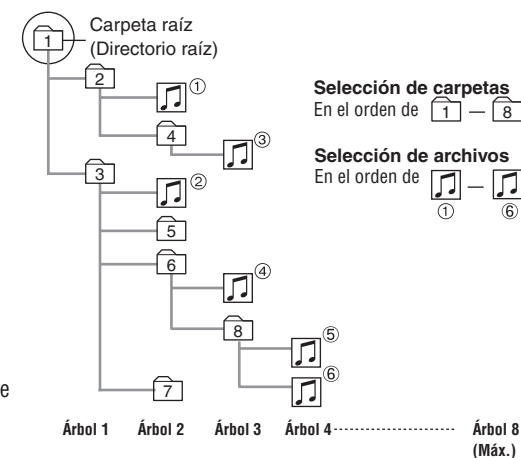 Carpeta raíz
(Directorio raíz)
1
2
①
4
③
3
②
5
6
④
8
⑤
⑥
7
Selección de carpetas
En el orden de 1 — 8
Selección de archivos
En el orden de —
① ⑥
e
Árbol 1 Árbol 2 Árbol 3 Árbol 4 Árbol 8
(Máx.)